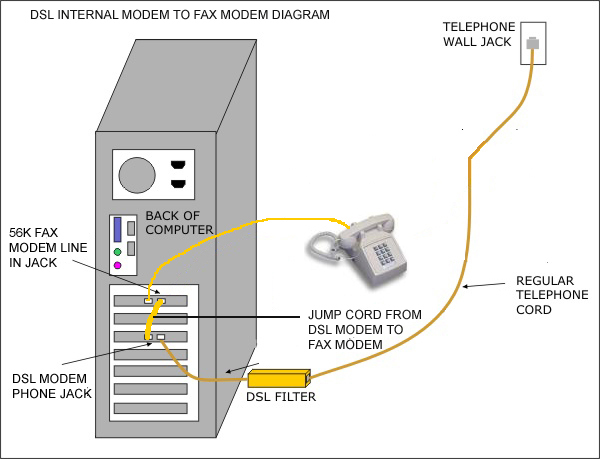 DSL INTERNAL MODEM TO FAX MODEM DIAGRAM
TELEPHONE
WALL JACK
BACK OF
COMPUTER
56K FAX
MODEM LINE
IN JACK
REGULAR
TELEPHONE
CORD
JUMP CORD FROM
DSL MODEM TO
FAX MODEM
DSL MODEM
PHONE JACK
DSL FILTER